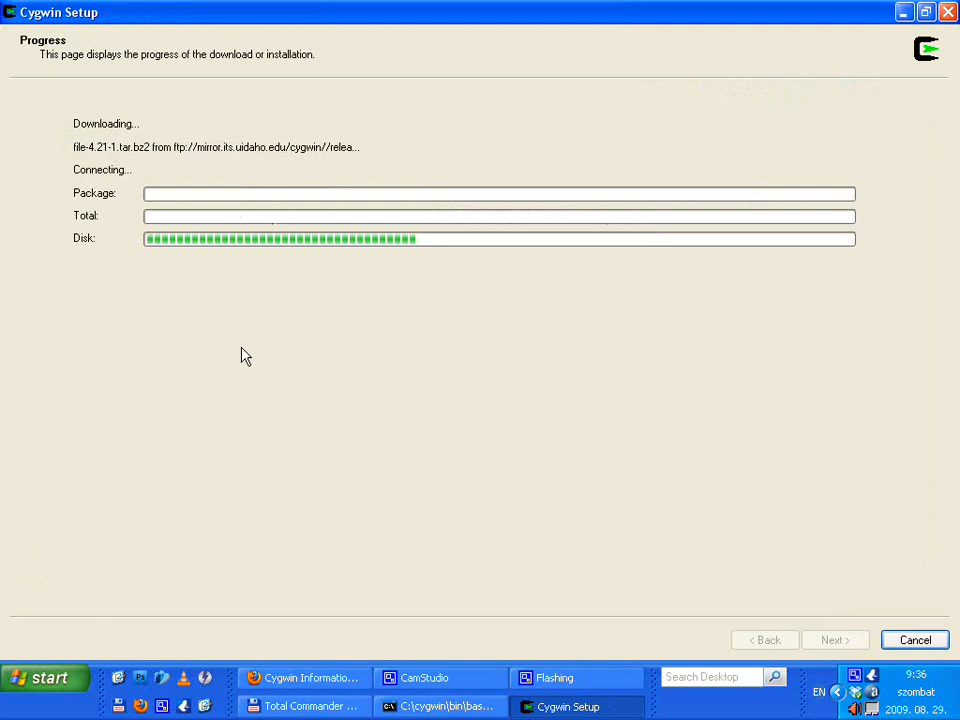 Cygwin Setup
Progress
This page displays the progress of the download or installation.
Downloading...
file-4.21-1.tar.bz2 from ftp://mirror.its.uidaho.edu/cygwin//relea...
Connecting...
Package:
Total:
Disk:
< Back
Next >
Cancel
start
Cygwin Informatio...
CamStudio
Flashing
Search Desktop
Total Commander ...
C:\cygwin\bin\bas...
Cygwin Setup
EN
9:36
szombat
2009. 08. 29.